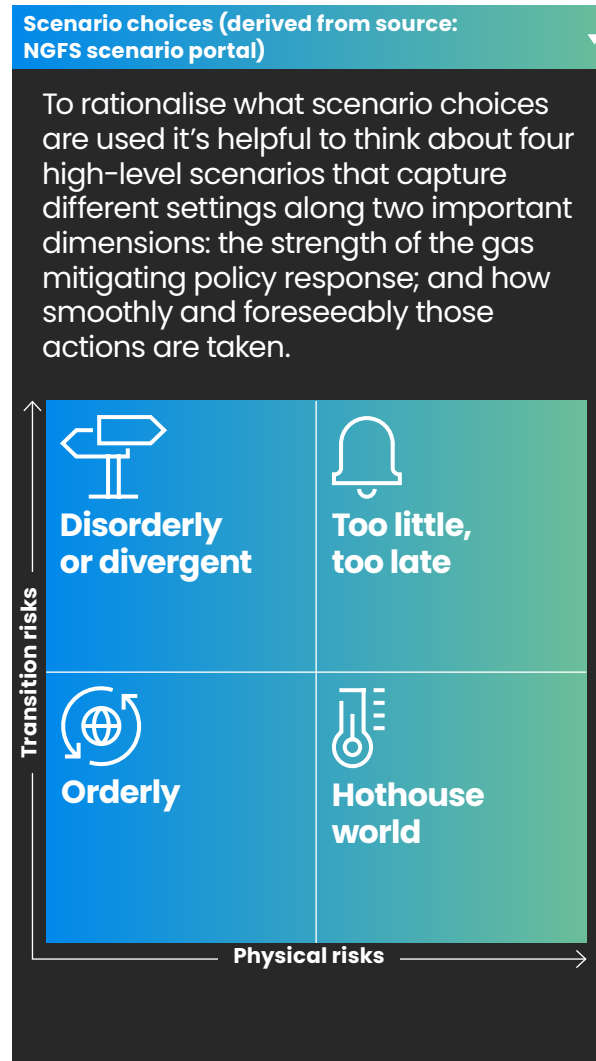 Scenario choices (derived from source:
NGFS scenario portal)
To rationalise what scenario choices
are used it’s helpful to think about four
high-level scenarios that capture
different settings along two important
dimensions: the strength of the gas
mitigating policy response; and how
smoothly and foreseeably those
actions are taken.
Transition risks
Disorderly
or divergent
Too little,
too late
Orderly
Hothouse
world
Physical risks